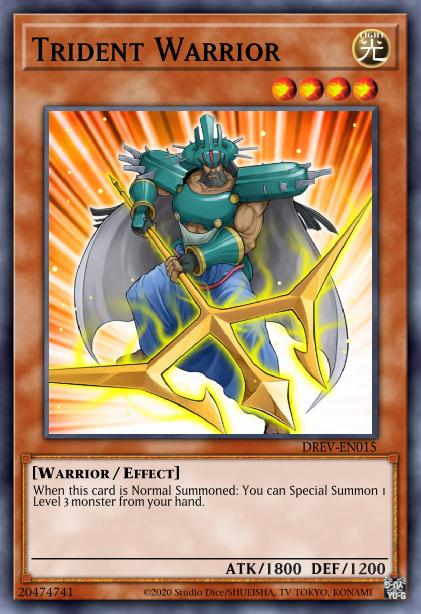 Trident Warrior
LIGHT
光
DREV-EN015
[Warrior / Effect]
When this card is Normal Summoned: You can Special Summon 1
Level 3 monster from your hand.
ATK/1800 DEF/1200
20474741
©2020 Studio Dice/SHUEISHA, TV TOKYO, KONAMI